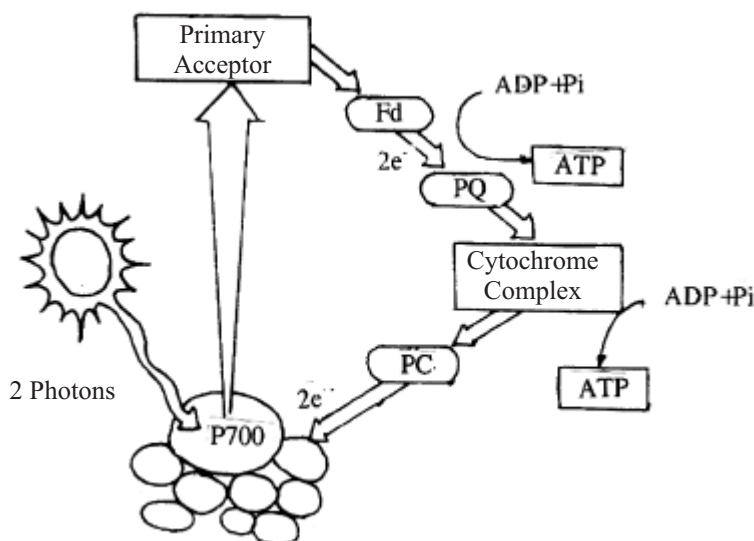 Primary
Acceptor
Fd
ADP+Pi
2e⁻
ATP
PQ
Cytochrome
Complex
ADP+Pi
PC
ATP
2 Photons
2e⁻
P700